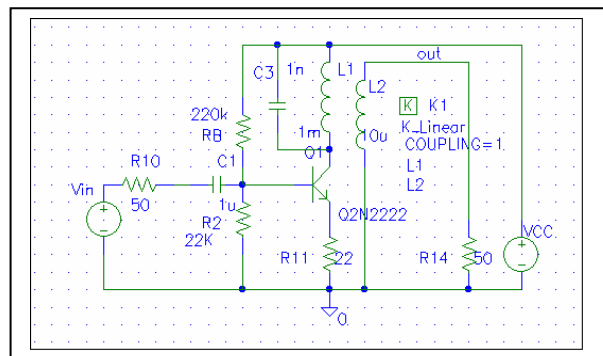 out
C3
1n
L1
L2
K K1
K_Linear
COUPLING=1
L1
L2
220k
RB
1m
10u
Q1
R10
C1
Vin
50
1u
Q2N2222
R2
22K
R11
22
R14
50
VCC
0